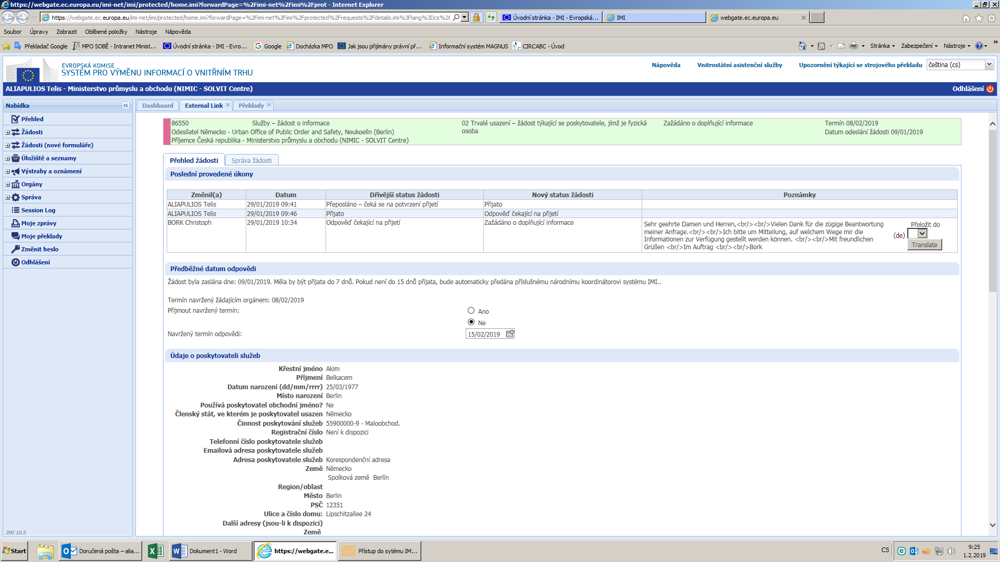 https://webgate.ec.europa.eu/imi-net/imi/protected/home.imi?forwardPage=%2Fimi-net%2Fimi%2Fprot - Internet Explorer
https://webgate.ec.europa.eu/imi-net/imi/protected/home.imi?forwardPage=%2Fimi-net%2Fimi%2Fprotected%2Frequests%2Fdetails.imi%3Flang%3Dcs%26
Úvodní stránka - IMI - Evropská...
IMI
webgate.ec.europa.eu
Soubor Úpravy Zobrazit Oblíbené položky Nástroje Nápověda
Překladač Google
MPO SOBĚ - Intranet Minist...
Úvodní stránka - IMI - Evro...
Google
Docházka MPO
Jak jsou přijímány právní př...
Informační systém MAGNUS
CIRCABC - Úvod
Stránka Zabezpečení Nástroje
EVROPSKÁ KOMISE
SYSTÉM PRO VÝMĚNU INFORMACÍ O VNITŘNÍM TRHU
Nápověda Vnitrostátní asistenční služby Upozornění týkající se strojového překladu čeština (cs)
ALIAPULIOS Telis - Ministerstvo průmyslu a obchodu (NIMIC - SOLVIT Centre)
Odhlášení
Nabídka
Přehled
Žádosti
Žádosti (nové formuláře)
Úložiště a seznamy
Výstrahy a oznámení
Orgány
Správa
Session Log
Moje zprávy
Moje překlady
Změnit heslo
Odhlášení
IMI 10.5
Dashboard External Link Překlady
86550 Služby – žádost o informace 02 Trvalé usazení – žádost týkající se poskytovatele, jímž je fyzická Zažádáno o doplňující informace Termín 08/02/2019
Odesílatel Německo - Urban Office of Public Order and Safety, Neukoelln (Berlin) osoba Datum odeslání žádosti 09/01/2019
Příjemce Česká republika - Ministerstvo průmyslu a obchodu (NIMIC - SOLVIT Centre)
Přehled žádosti Správa žádosti
Poslední provedené úkony
Změnil(a) Datum Dřívější status žádosti Nový status žádosti Poznámky
ALIAPULIOS Telis 29/01/2019 09:41 Přeposláno – čeká se na potvrzení přijetí Přijato
ALIAPULIOS Telis 29/01/2019 09:46 Přijato Odpověď čekající na přijetí
BORK Christoph 29/01/2019 10:34 Odpověď čekající na přijetí Zažádáno o doplňující informace
Sehr geehrte Damen und Herren,<br/><br/>Vielen Dank für die zügige Beantwortung
meiner Anfrage.<br/><br/>Ich bitte um Mitteilung, auf welchem Wege mir die
Informationen zur Verfügung gestellt werden können. <br/><br/>Mit freundlichen
Grüßen <br/>Im Auftrag <br/><br/>Bork
(de)
Přeložit do
Translate
Předběžné datum odpovědi
Žádost byla zaslána dne: 09/01/2019. Měla by být přijata do 7 dnů. Pokud není do 15 dnů přijata, bude automaticky předána příslušnému národnímu koordinátorovi systému IMI..
Termín navržený žádajícím orgánem: 08/02/2019
Přijmout navržený termín: Ano
Ne
Navržený termín odpovědi: 15/02/2019
Údaje o poskytovateli služeb
Křestní jméno Akim
Příjmení Belkacem
Datum narození (dd/mm/rrrr) 25/03/1977
Místo narození Berlin
Používá poskytovatel obchodní jméno? Ne
Členský stát, ve kterém je poskytovatel usazen Německo
Činnost poskytování služeb 55900000-9 - Maloobchod.
Registrační číslo Není k dispozici
Telefonní číslo poskytovatele služeb
Emailová adresa poskytovatele služeb
Adresa poskytovatele služeb Korespondenční adresa
Země Německo
Spolková země Berlín
Region/oblast
Město Berlin
PSČ 12351
Ulice a číslo domu: Lipschitzallee 24
Další adresy (jsou-li k dispozici)
Země
Start
Doručená pošta – alia...
Dokument1 - Word
https://webgate.e...
Přístup do sytému IM...
CS
9:25
1.2.2019